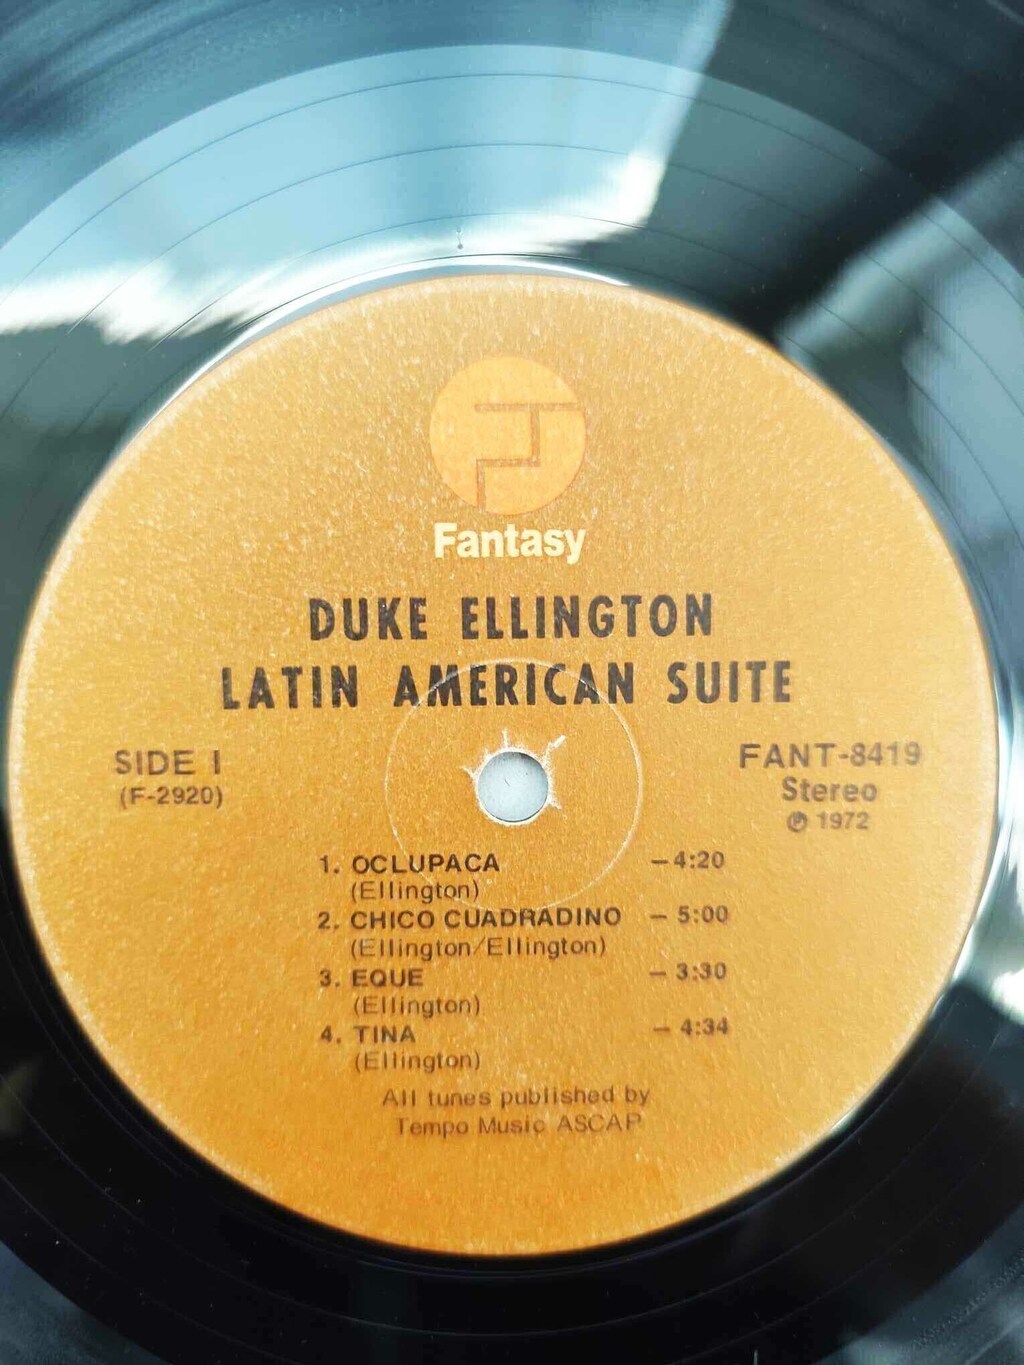 Fantasy
DUKE ELLINGTON
LATIN AMERICAN SUITE
SIDE I
(F-2920)
FANT-8419
Stereo
℗ 1972
1. OCLUPACA — 4:20
(Ellington)
2. CHICO CUADRADINO — 5:00
(Ellington/Ellington)
3. EQUE — 3:30
(Ellington)
4. TINA — 4:34
(Ellington)
All tunes published by
Tempo Music ASCAP